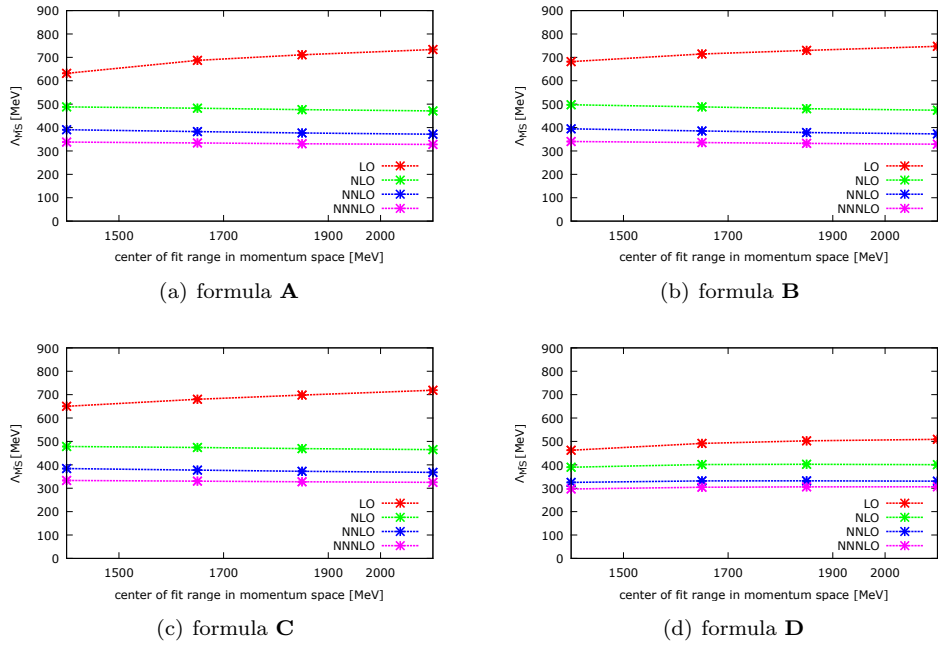 900
800
700
600
500
400
300
200
100
0
Λ_MS [MeV]
LO
NLO
NNLO
NNNLO
1500 1700 1900 2000
center of fit range in momentum space [MeV]
(a) formula A
900
800
700
600
500
400
300
200
100
0
Λ_MS [MeV]
LO
NLO
NNLO
NNNLO
1500 1700 1900 2000
center of fit range in momentum space [MeV]
(b) formula B
900
800
700
600
500
400
300
200
100
0
Λ_MS [MeV]
LO
NLO
NNLO
NNNLO
1500 1700 1900 2000
center of fit range in momentum space [MeV]
(c) formula C
900
800
700
600
500
400
300
200
100
0
Λ_MS [MeV]
LO
NLO
NNLO
NNNLO
1500 1700 1900 2000
center of fit range in momentum space [MeV]
(d) formula D